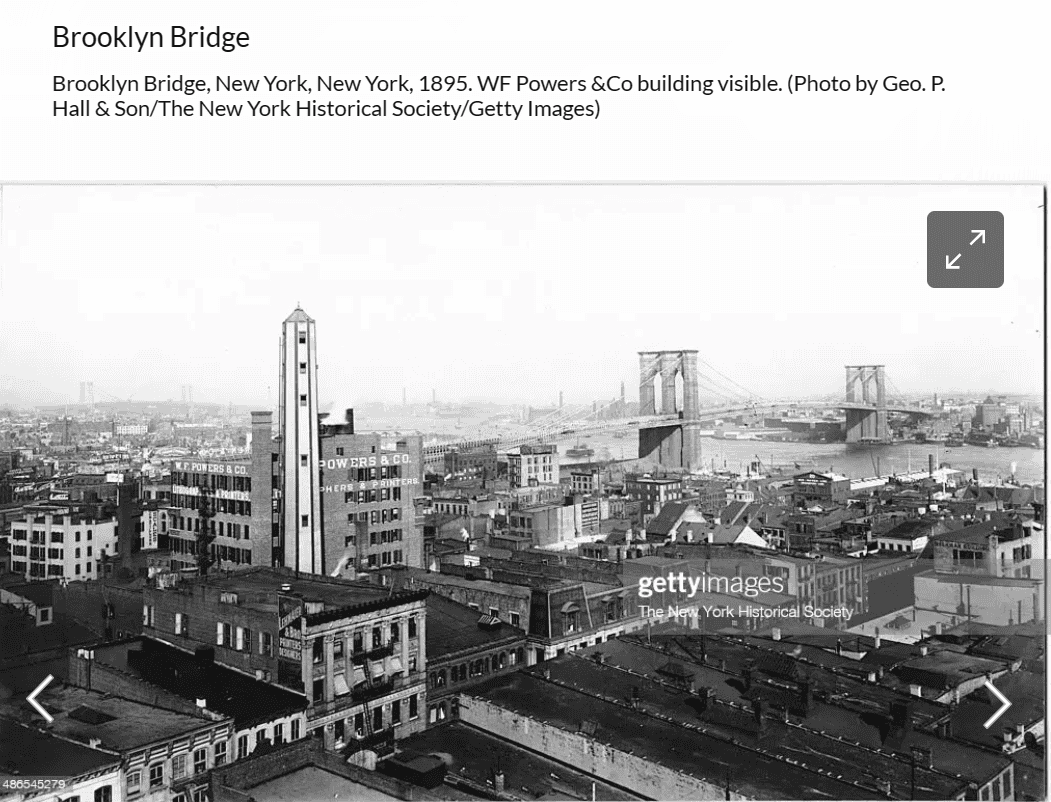 Brooklyn Bridge
Brooklyn Bridge, New York, New York, 1895. WF Powers &Co building visible. (Photo by Geo. P.
Hall & Son/The New York Historical Society/Getty Images)
W.F. POWERS & CO.
POWERS & CO.
PHERS & PRINTERS.
gettyimages
The New York Historical Society
486545279